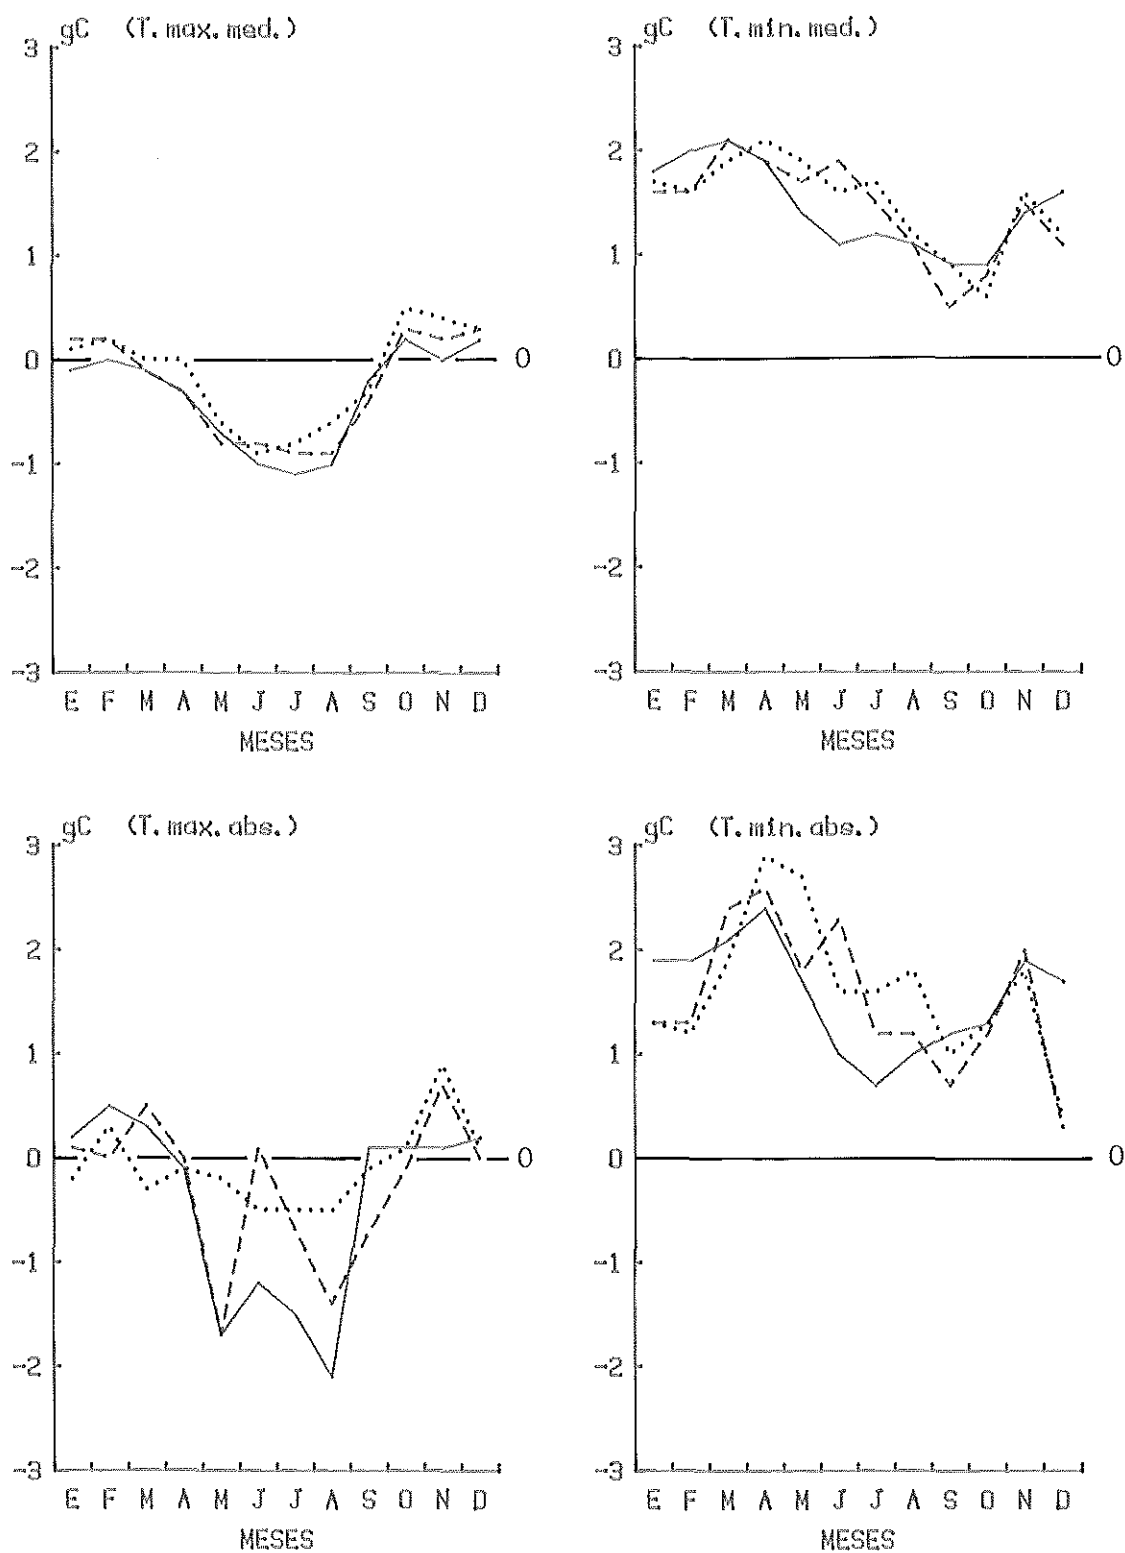 gC (T. max. med.)
3
2
1
0
-1
-2
-3
0
E F M A M J J A S O N D
MESES
gC (T. min. med.)
3
2
1
0
-1
-2
-3
0
E F M A M J J A S O N D
MESES
gC (T. max. abs.)
3
2
1
0
-1
-2
-3
0
E F M A M J J A S O N D
MESES
gC (T. min. abs.)
3
2
1
0
-1
-2
-3
0
E F M A M J J A S O N D
MESES